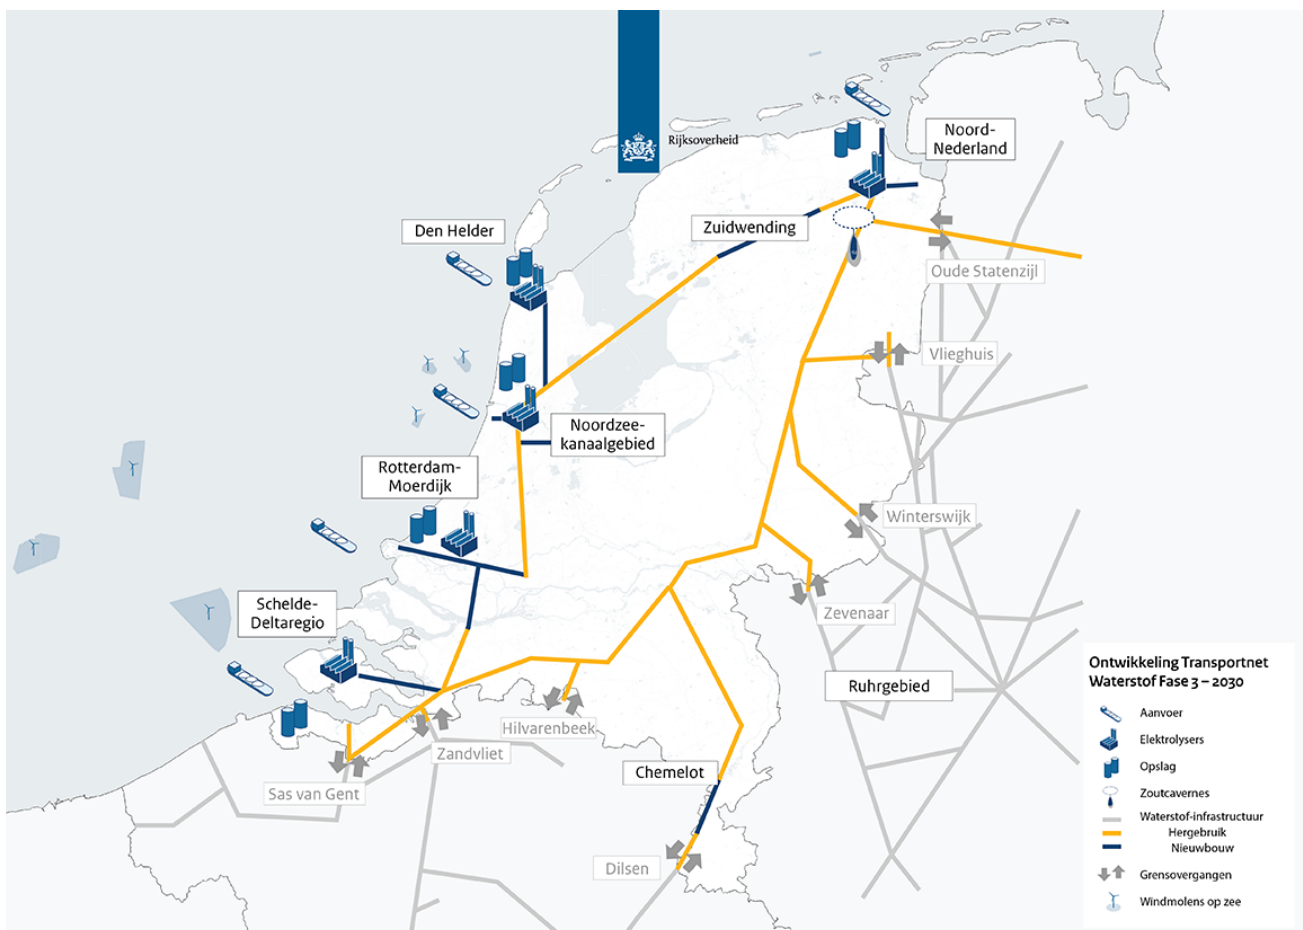 Rijksoverheid
Noord-
Nederland
Zuidwending
Den Helder
Oude Statenzijl
Vlieghuis
Noordzee-
kanaalgebied
Rotterdam-
Moerdijk
Winterswijk
Zevenaar
Schelde-
Deltaregio
Ruhrgebied
Hilvarenbeek
Zandvliet
Chemelot
Sas van Gent
Dilsen
Ontwikkeling Transportnet
Waterstof Fase 3 – 2030
Aanvoer
Elektrolysers
Opslag
Zoutcavernes
Waterstof-infrastructuur
Hergebruik
Nieuwbouw
Grensovergangen
Windmolens op zee